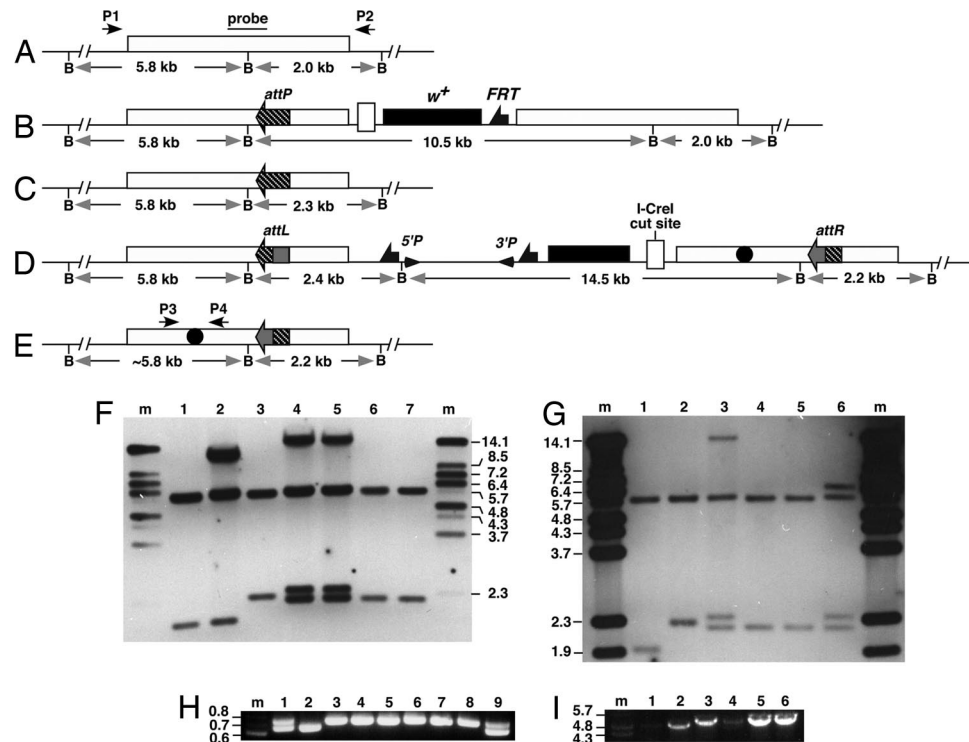 P1 probe P2
A
B B B
5.8 kb 2.0 kb
attP w+ FRT
B
B B B B
5.8 kb 10.5 kb 2.0 kb
C
B B B
5.8 kb 2.3 kb
I-CreI
cut site
attL 5'P 3'P attR
D
B B B B B
5.8 kb 2.4 kb 14.5 kb 2.2 kb
P3 P4
E
B B B
~5.8 kb 2.2 kb
F
m 1 2 3 4 5 6 7 m
14.1
8.5
7.2
6.4
5.7
4.8
4.3
3.7
2.3
G
m 1 2 3 4 5 6 m
14.1
8.5
7.2
6.4
5.7
4.8
4.3
3.7
2.3
1.9
H
m 1 2 3 4 5 6 7 8 9
0.8
0.7
0.6
I
m 1 2 3 4 5 6
5.7
4.8
4.3